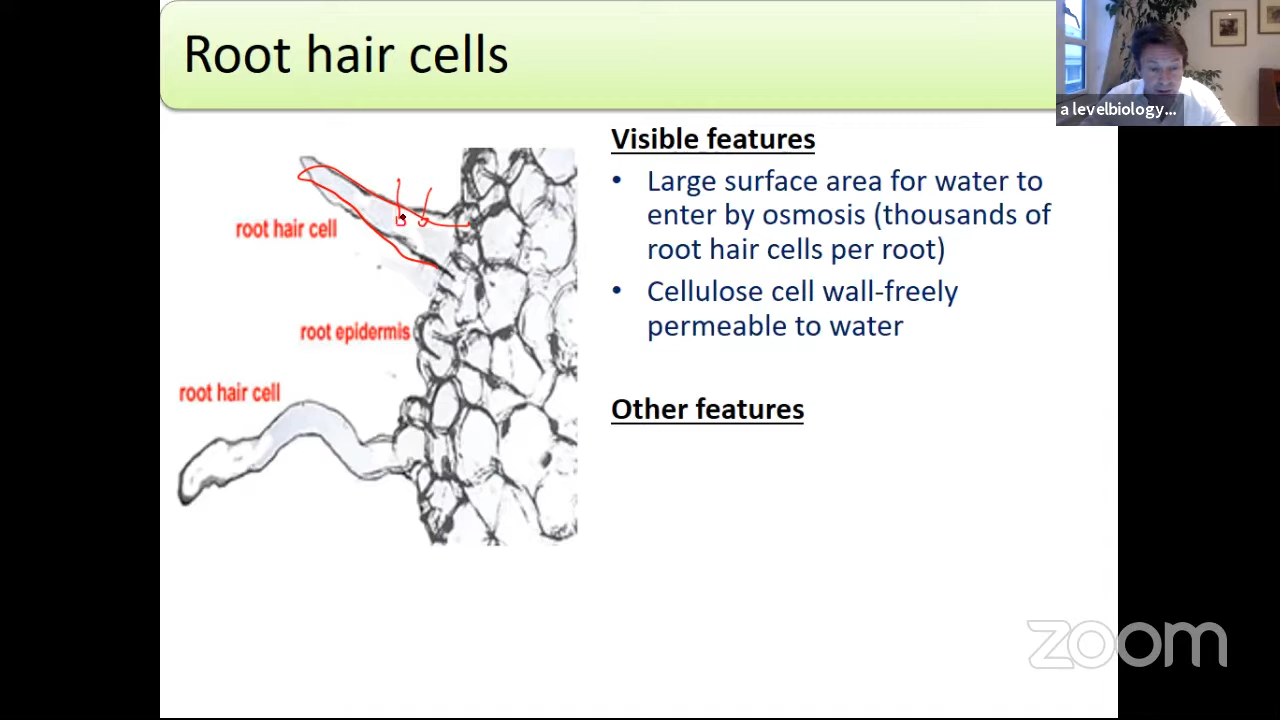 Root hair cells
a levelbiology...
Visible features
• Large surface area for water to
enter by osmosis (thousands of
root hair cells per root)
• Cellulose cell wall-freely
permeable to water
Other features
root hair cell
root epidermis
root hair cell
zoom